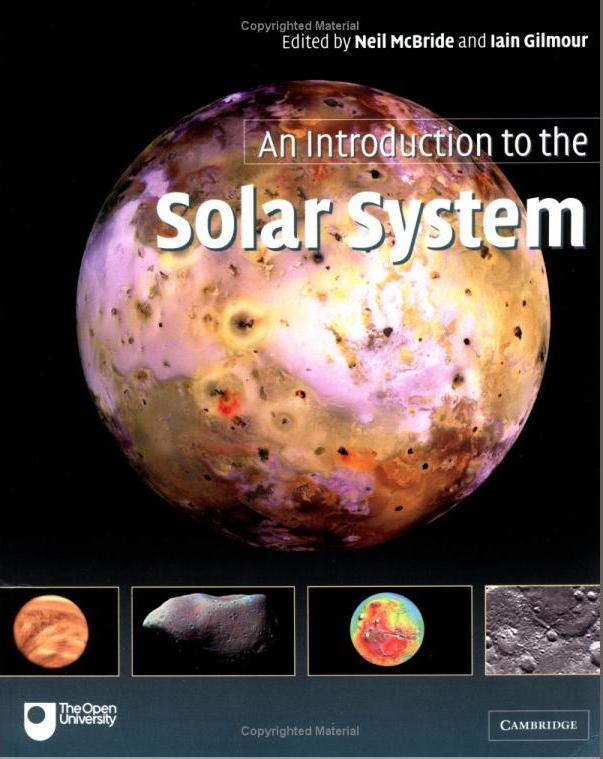 Copyrighted Material
Edited by Neil McBride and Iain Gilmour
An Introduction to the
Solar System
The Open
University
CAMBRIDGE
Copyrighted Material